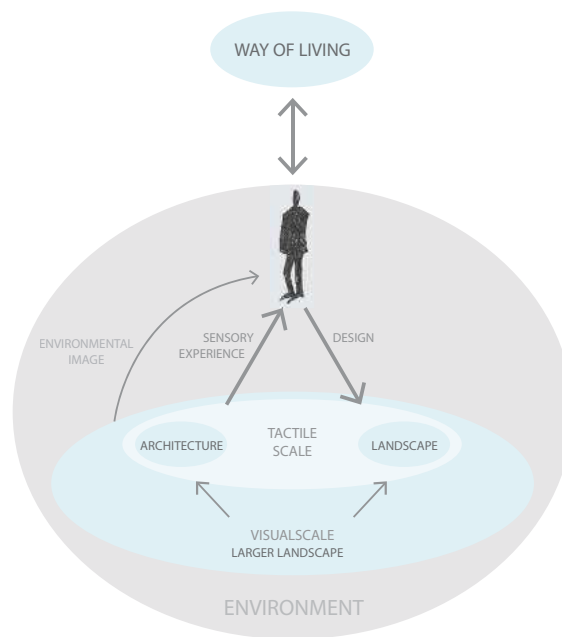 WAY OF LIVING
SENSORY
EXPERIENCE
DESIGN
ENVIRONMENTAL
IMAGE
ARCHITECTURE
TACTILE
SCALE
LANDSCAPE
VISUALSCALE
LARGER LANDSCAPE
ENVIRONMENT